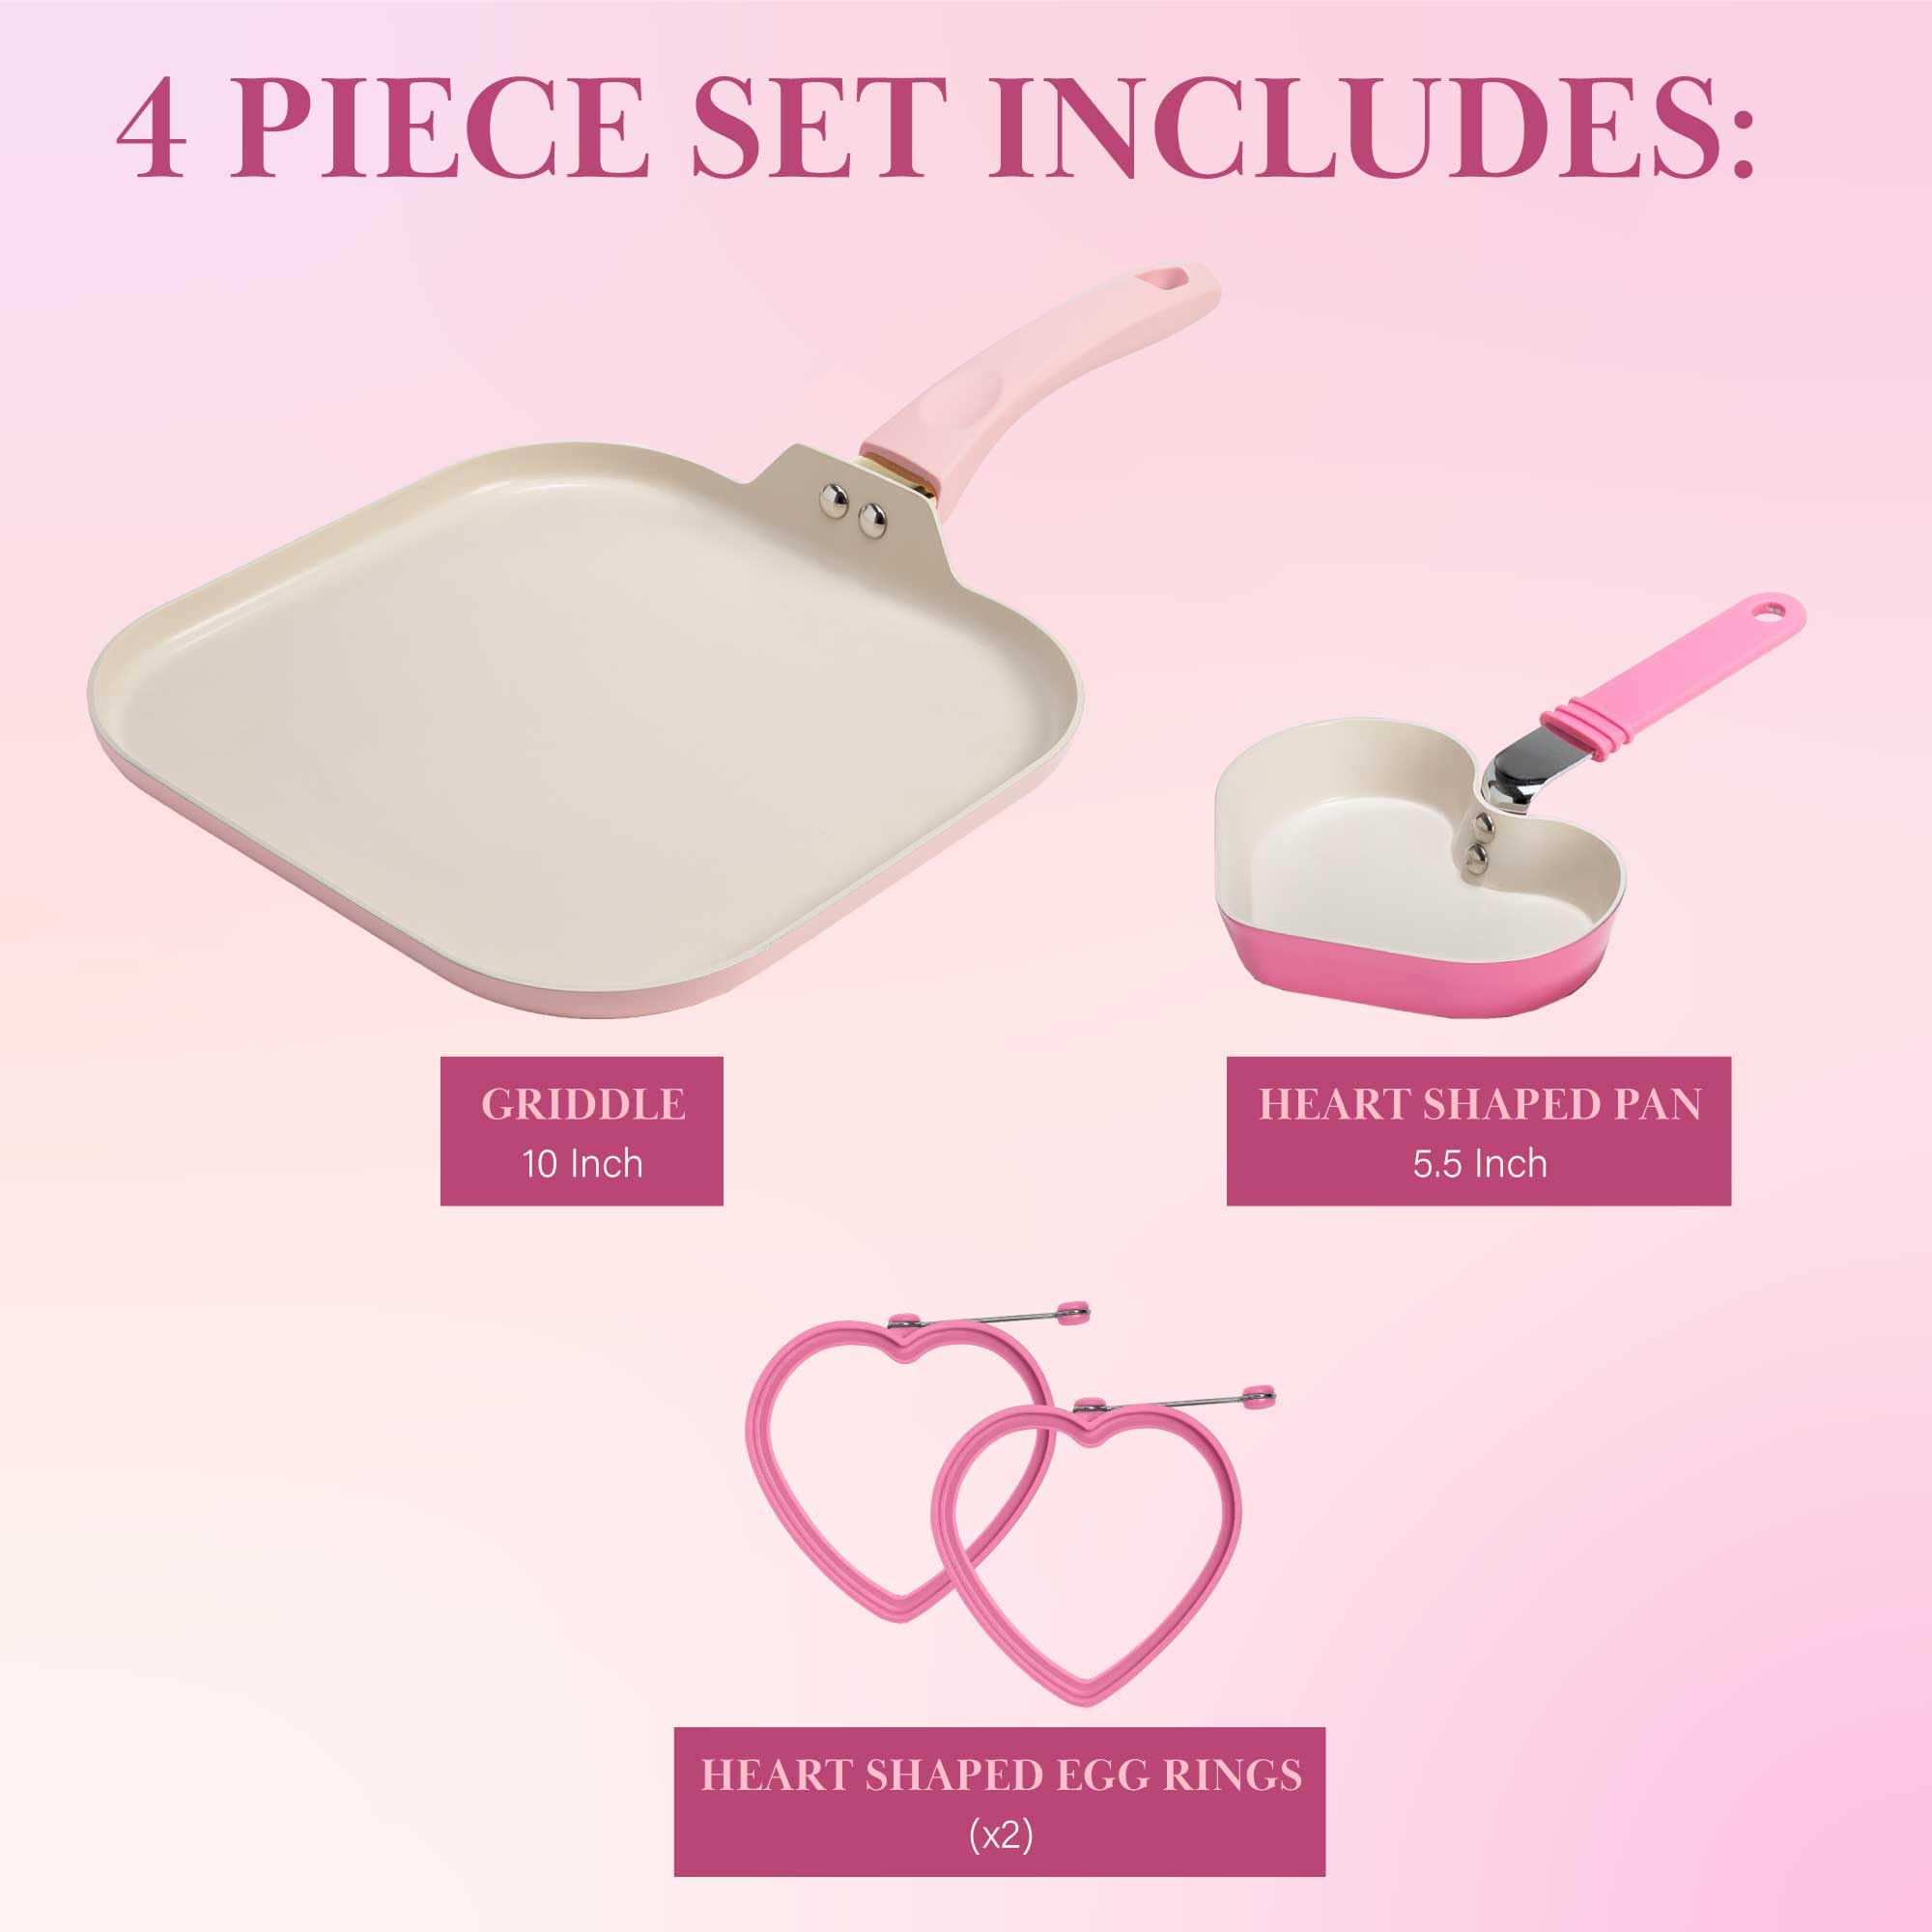 4 PIECE SET INCLUDES:
GRIDDLE
10 Inch
HEART SHAPED PAN
5.5 Inch
HEART SHAPED EGG RINGS
(x2)